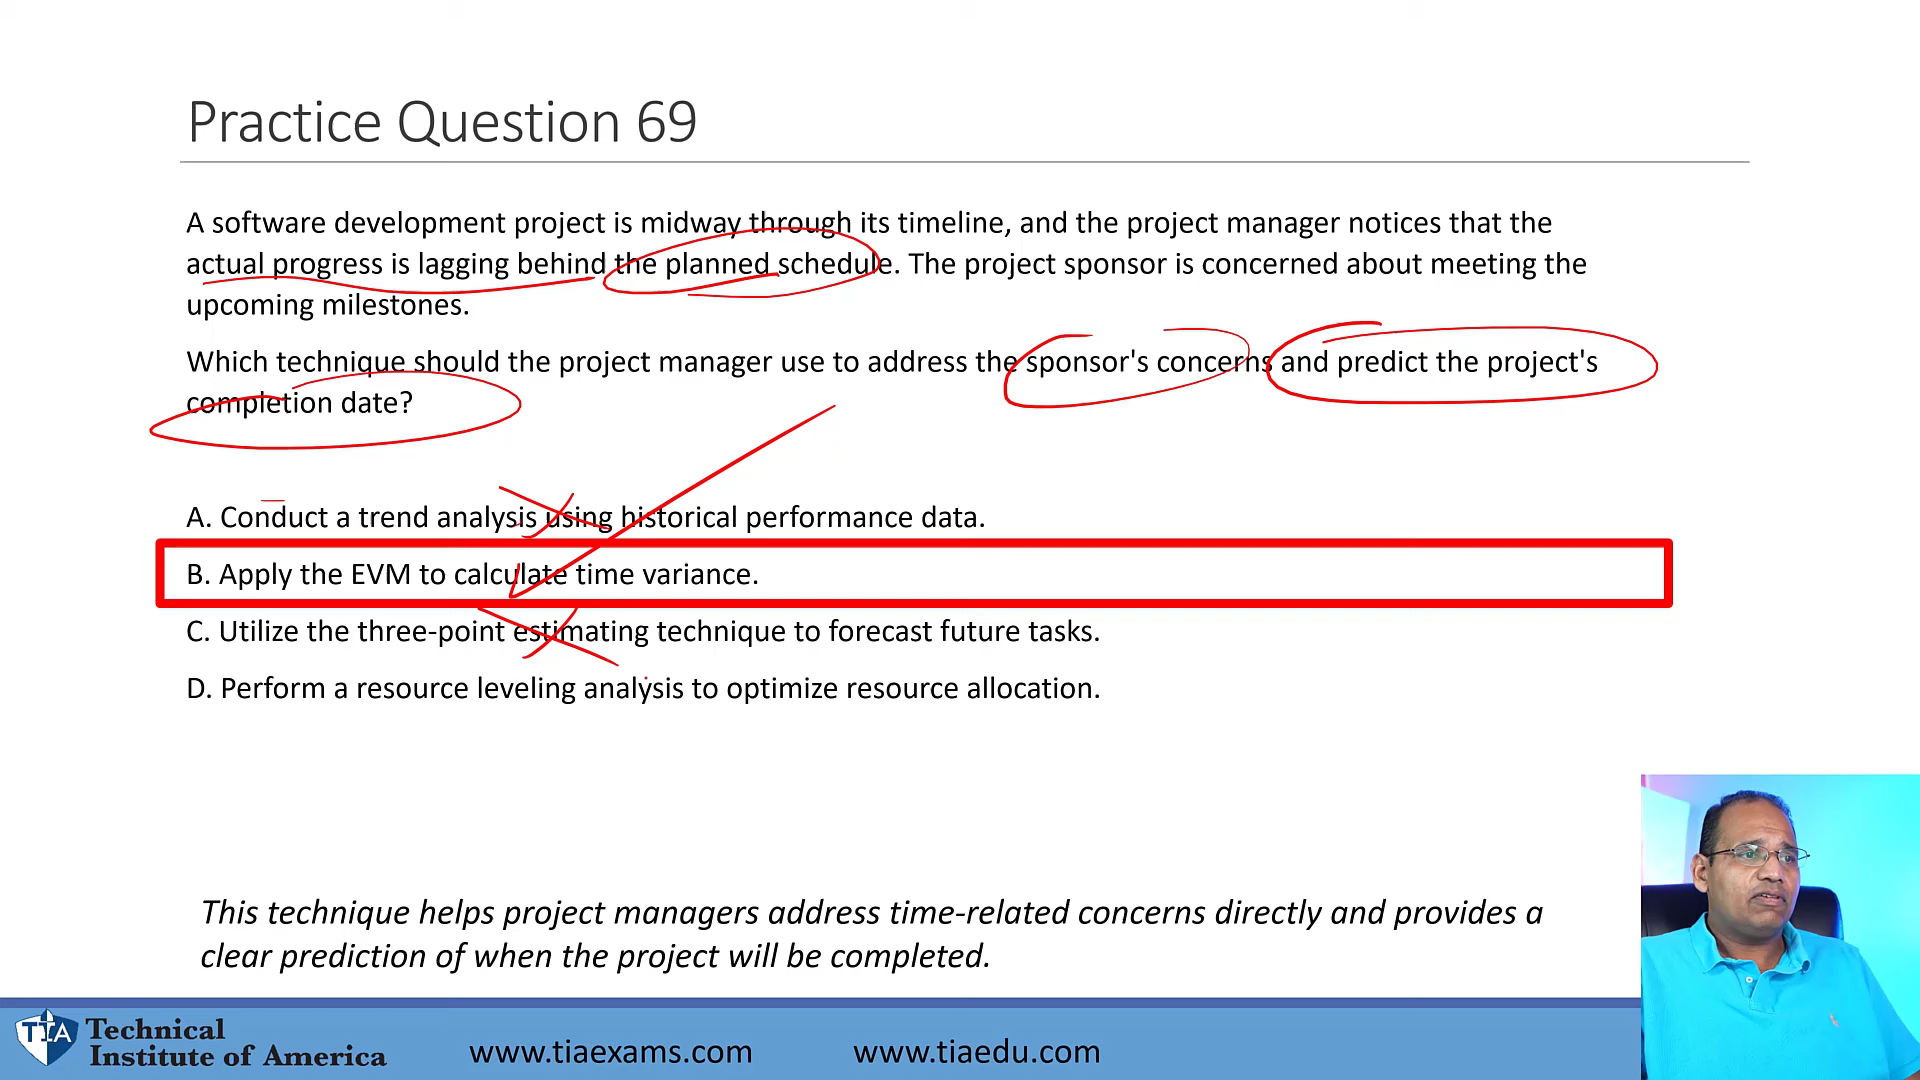 Practice Question 69
A software development project is midway through its timeline, and the project manager notices that the
actual progress is lagging behind the planned schedule. The project sponsor is concerned about meeting the
upcoming milestones.
Which technique should the project manager use to address the sponsor's concerns and predict the project's
completion date?
A. Conduct a trend analysis using historical performance data.
B. Apply the EVM to calculate time variance.
C. Utilize the three-point estimating technique to forecast future tasks.
D. Perform a resource leveling analysis to optimize resource allocation.
This technique helps project managers address time-related concerns directly and provides a
clear prediction of when the project will be completed.
TIA Technical
Institute of America
www.tiaexams.com www.tiaedu.com